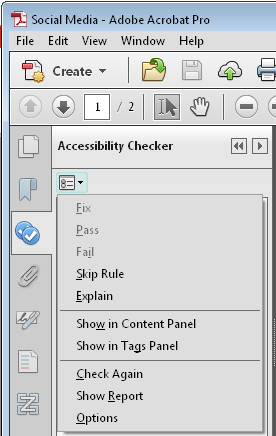 Social Media - Adobe Acrobat Pro
File Edit View Window Help
Create
1 / 2
Accessibility Checker
Fix
Pass
Fail
Skip Rule
Explain
Show in Content Panel
Show in Tags Panel
Check Again
Show Report
Options